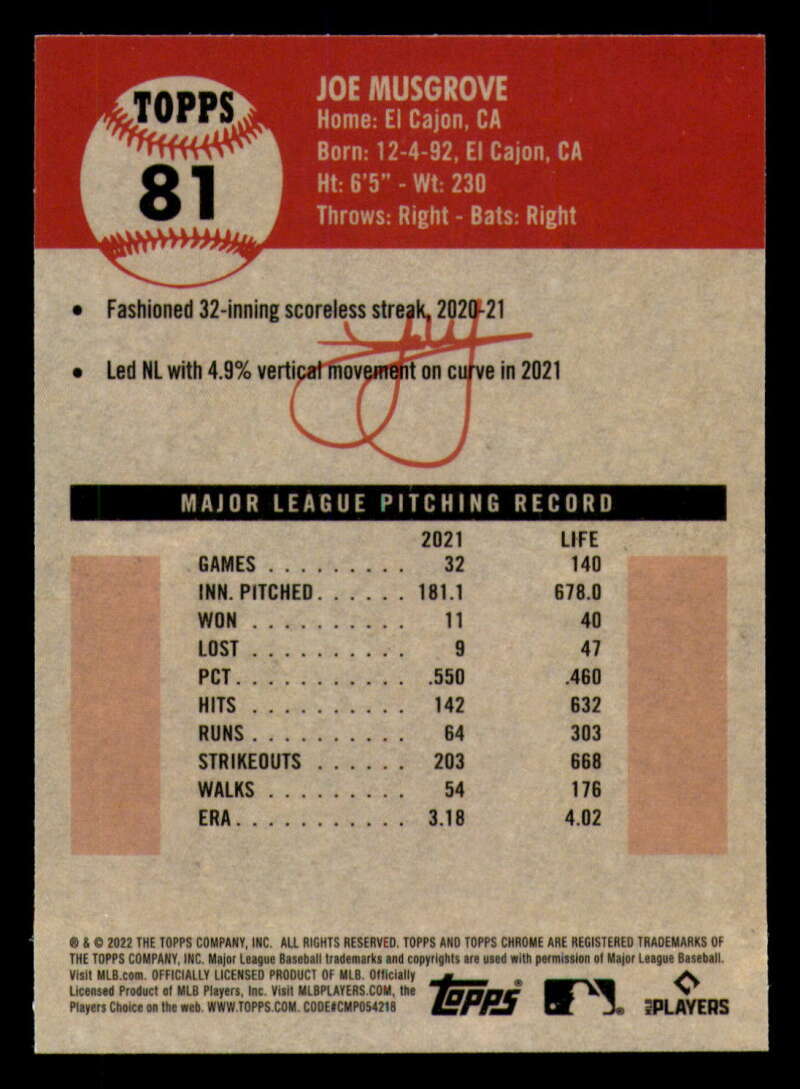 TOPPS
81
JOE MUSGROVE
Home: El Cajon, CA
Born: 12-4-92, El Cajon, CA
Ht: 6'5" - Wt: 230
Throws: Right - Bats: Right
• Fashioned 32-inning scoreless streak, 2020-21
• Led NL with 4.9% vertical movement on curve in 2021
MAJOR LEAGUE PITCHING RECORD
2021 LIFE
GAMES . . . . . . . . . 32 140
INN. PITCHED. . . . . . 181.1 678.0
WON . . . . . . . . . . 11 40
LOST . . . . . . . . . . 9 47
PCT. . . . . . . . . . . .550 .460
HITS . . . . . . . . . . 142 632
RUNS . . . . . . . . . . 64 303
STRIKEOUTS . . . . . . 203 668
WALKS . . . . . . . . . 54 176
ERA. . . . . . . . . . . 3.18 4.02
® & © 2022 THE TOPPS COMPANY, INC. ALL RIGHTS RESERVED. TOPPS AND TOPPS CHROME ARE REGISTERED TRADEMARKS OF
THE TOPPS COMPANY, INC. Major League Baseball trademarks and copyrights are used with permission of Major League Baseball.
Visit MLB.com. OFFICIALLY LICENSED PRODUCT OF MLB. Officially
Licensed Product of MLB Players, Inc. Visit MLBPLAYERS.COM, the
Players Choice on the web. WWW.TOPPS.COM. CODE#CMP054218
Topps®
MLB PLAYERS